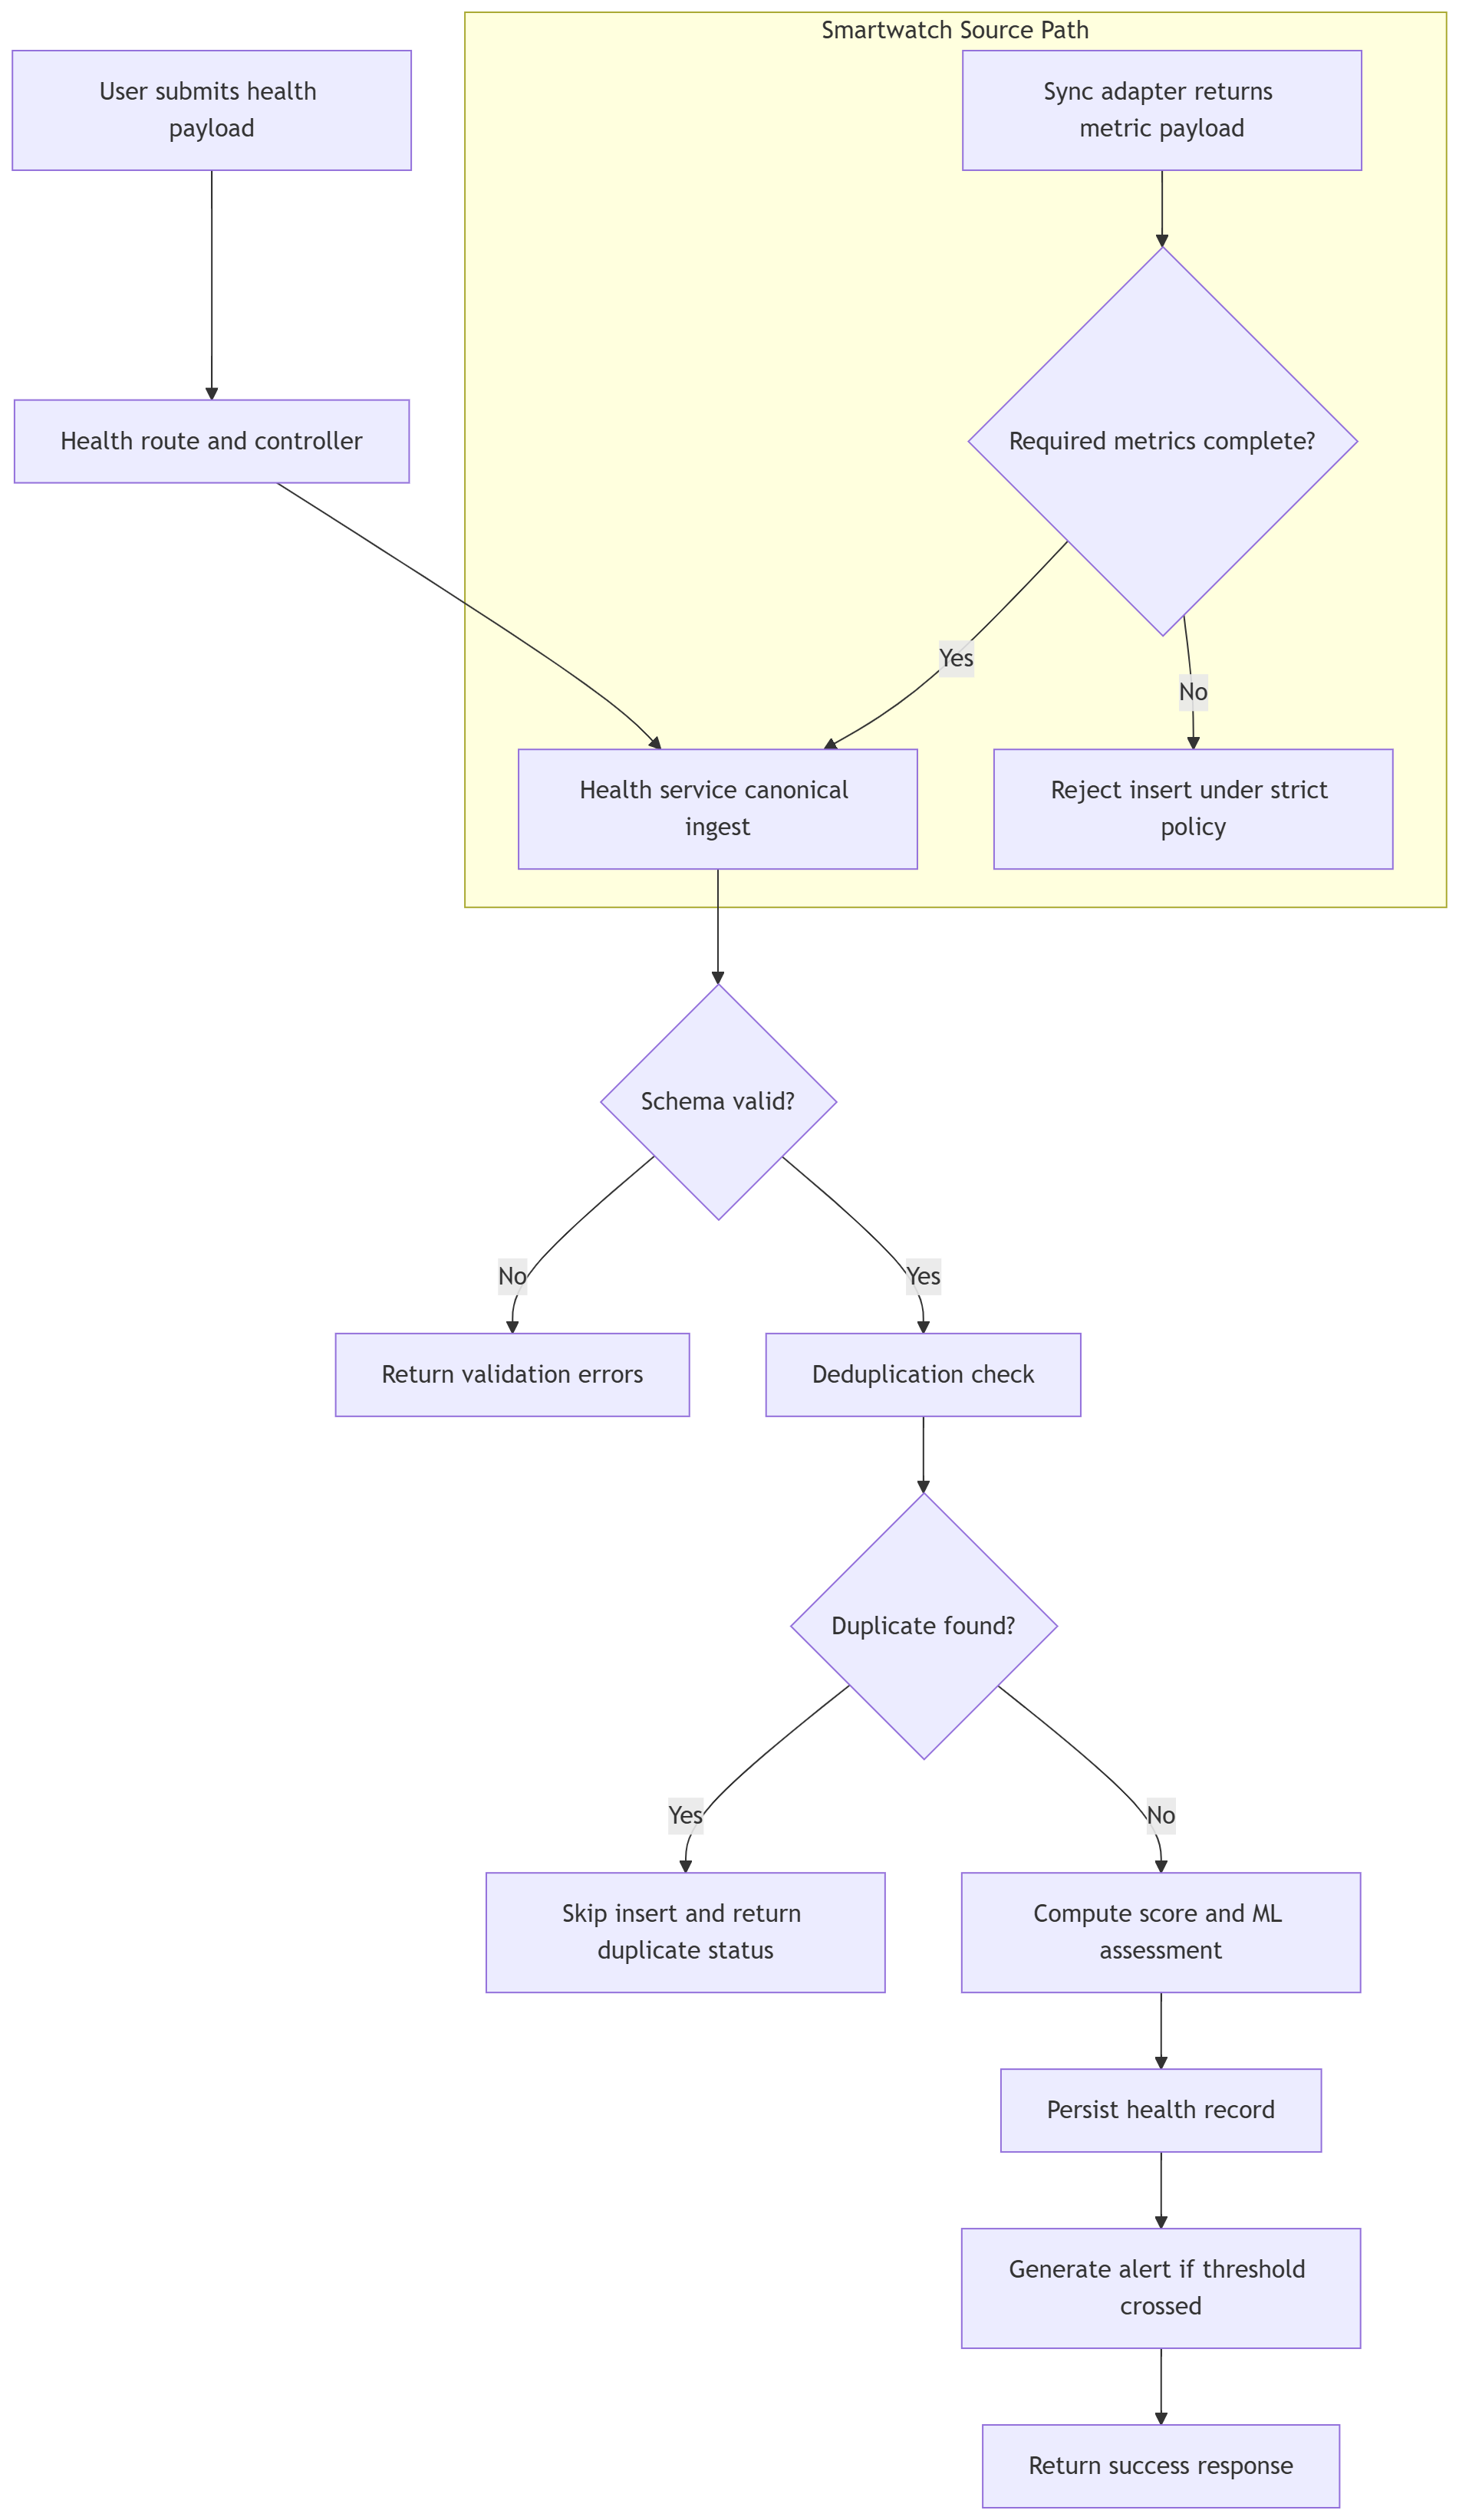 Smartwatch Source Path
User submits health
payload
Sync adapter returns
metric payload
Health route and controller
Required metrics complete?
Yes
No
Health service canonical
ingest
Reject insert under strict
policy
Schema valid?
No
Yes
Return validation errors
Deduplication check
Duplicate found?
Yes
No
Skip insert and return
duplicate status
Compute score and ML
assessment
Persist health record
Generate alert if threshold
crossed
Return success response